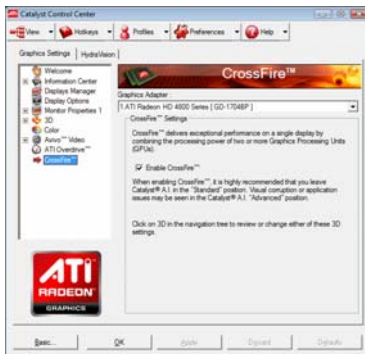 Catalyst Control Center
View Hotkeys Profiles Preferences Help
Graphics Settings HydraVision
Welcome
Information Center
Displays Manager
Display Options
Monitor Properties 1
3D
Color
Avivo™ Video
ATI Overdrive™
CrossFire™
CrossFire™
Graphics Adapter
1.ATI Radeon HD 4800 Series [ GD-1704BP ]
CrossFire™ Settings
CrossFire™ delivers exceptional performance on a single display by
combining the processing power of two or more Graphics Processing Units
(GPUs).
Enable CrossFire™
When enabling CrossFire™, it is highly recommended that you leave
Catalyst® A.I. in the "Standard" position. Visual corruption or application
issues may be seen in the Catalyst® A.I. "Advanced" position.
Click on 3D in the navigation tree to review or change either of these 3D
settings.
ATI
RADEON
GRAPHICS
Basic... OK Apply Discard Defaults